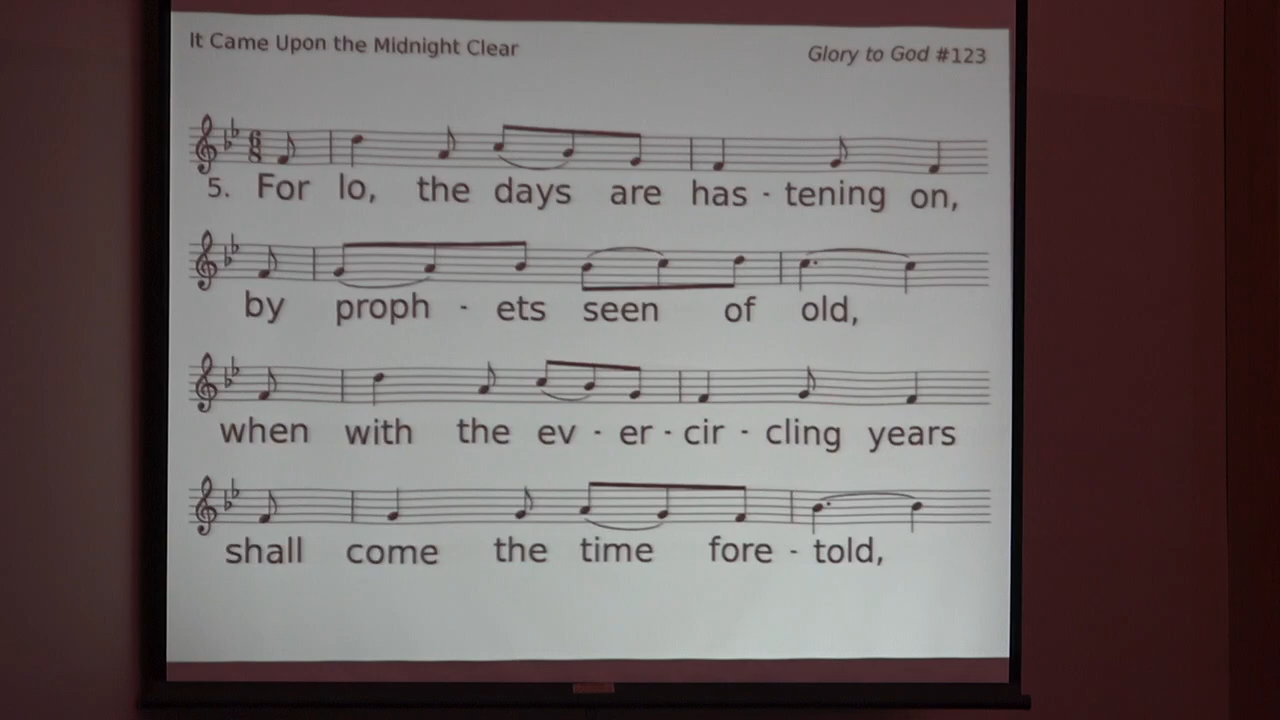 It Came Upon the Midnight Clear
Glory to God #123
6
8
5. For lo, the days are has - tening on,
by proph - ets seen of old,
when with the ev - er - cir - cling years
shall come the time fore - told,